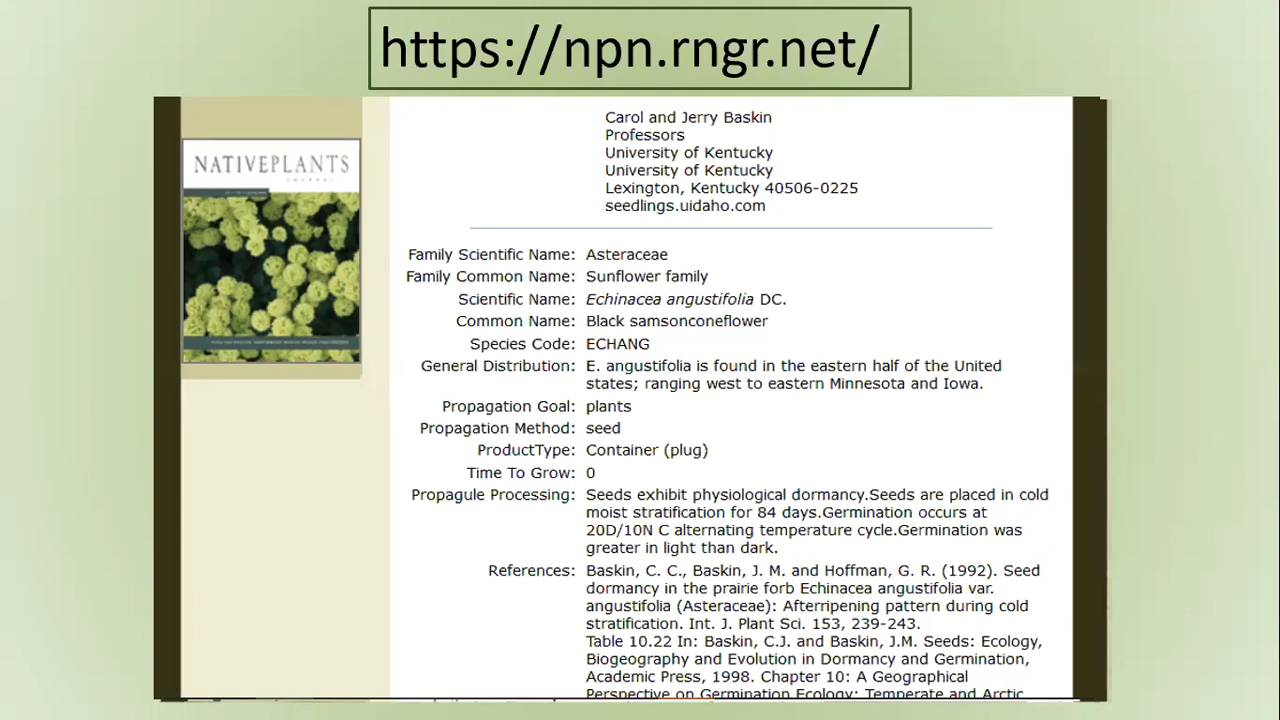 https://npn.rngr.net/
NATIVEPLANTS
Carol and Jerry Baskin
Professors
University of Kentucky
University of Kentucky
Lexington, Kentucky 40506-0225
seedlings.uidaho.com
Family Scientific Name: Asteraceae
Family Common Name: Sunflower family
Scientific Name: Echinacea angustifolia DC.
Common Name: Black samsonconeflower
Species Code: ECHANG
General Distribution: E. angustifolia is found in the eastern half of the United
states; ranging west to eastern Minnesota and Iowa.
Propagation Goal: plants
Propagation Method: seed
ProductType: Container (plug)
Time To Grow: 0
Propagule Processing: Seeds exhibit physiological dormancy.Seeds are placed in cold
moist stratification for 84 days.Germination occurs at
20D/10N C alternating temperature cycle.Germination was
greater in light than dark.
References: Baskin, C. C., Baskin, J. M. and Hoffman, G. R. (1992). Seed
dormancy in the prairie forb Echinacea angustifolia var.
angustifolia (Asteraceae): Afterripening pattern during cold
stratification. Int. J. Plant Sci. 153, 239-243.
Table 10.22 In: Baskin, C.J. and Baskin, J.M. Seeds: Ecology,
Biogeography and Evolution in Dormancy and Germination,
Academic Press, 1998. Chapter 10: A Geographical
Perspective on Germination Ecology: Temperate and Arctic